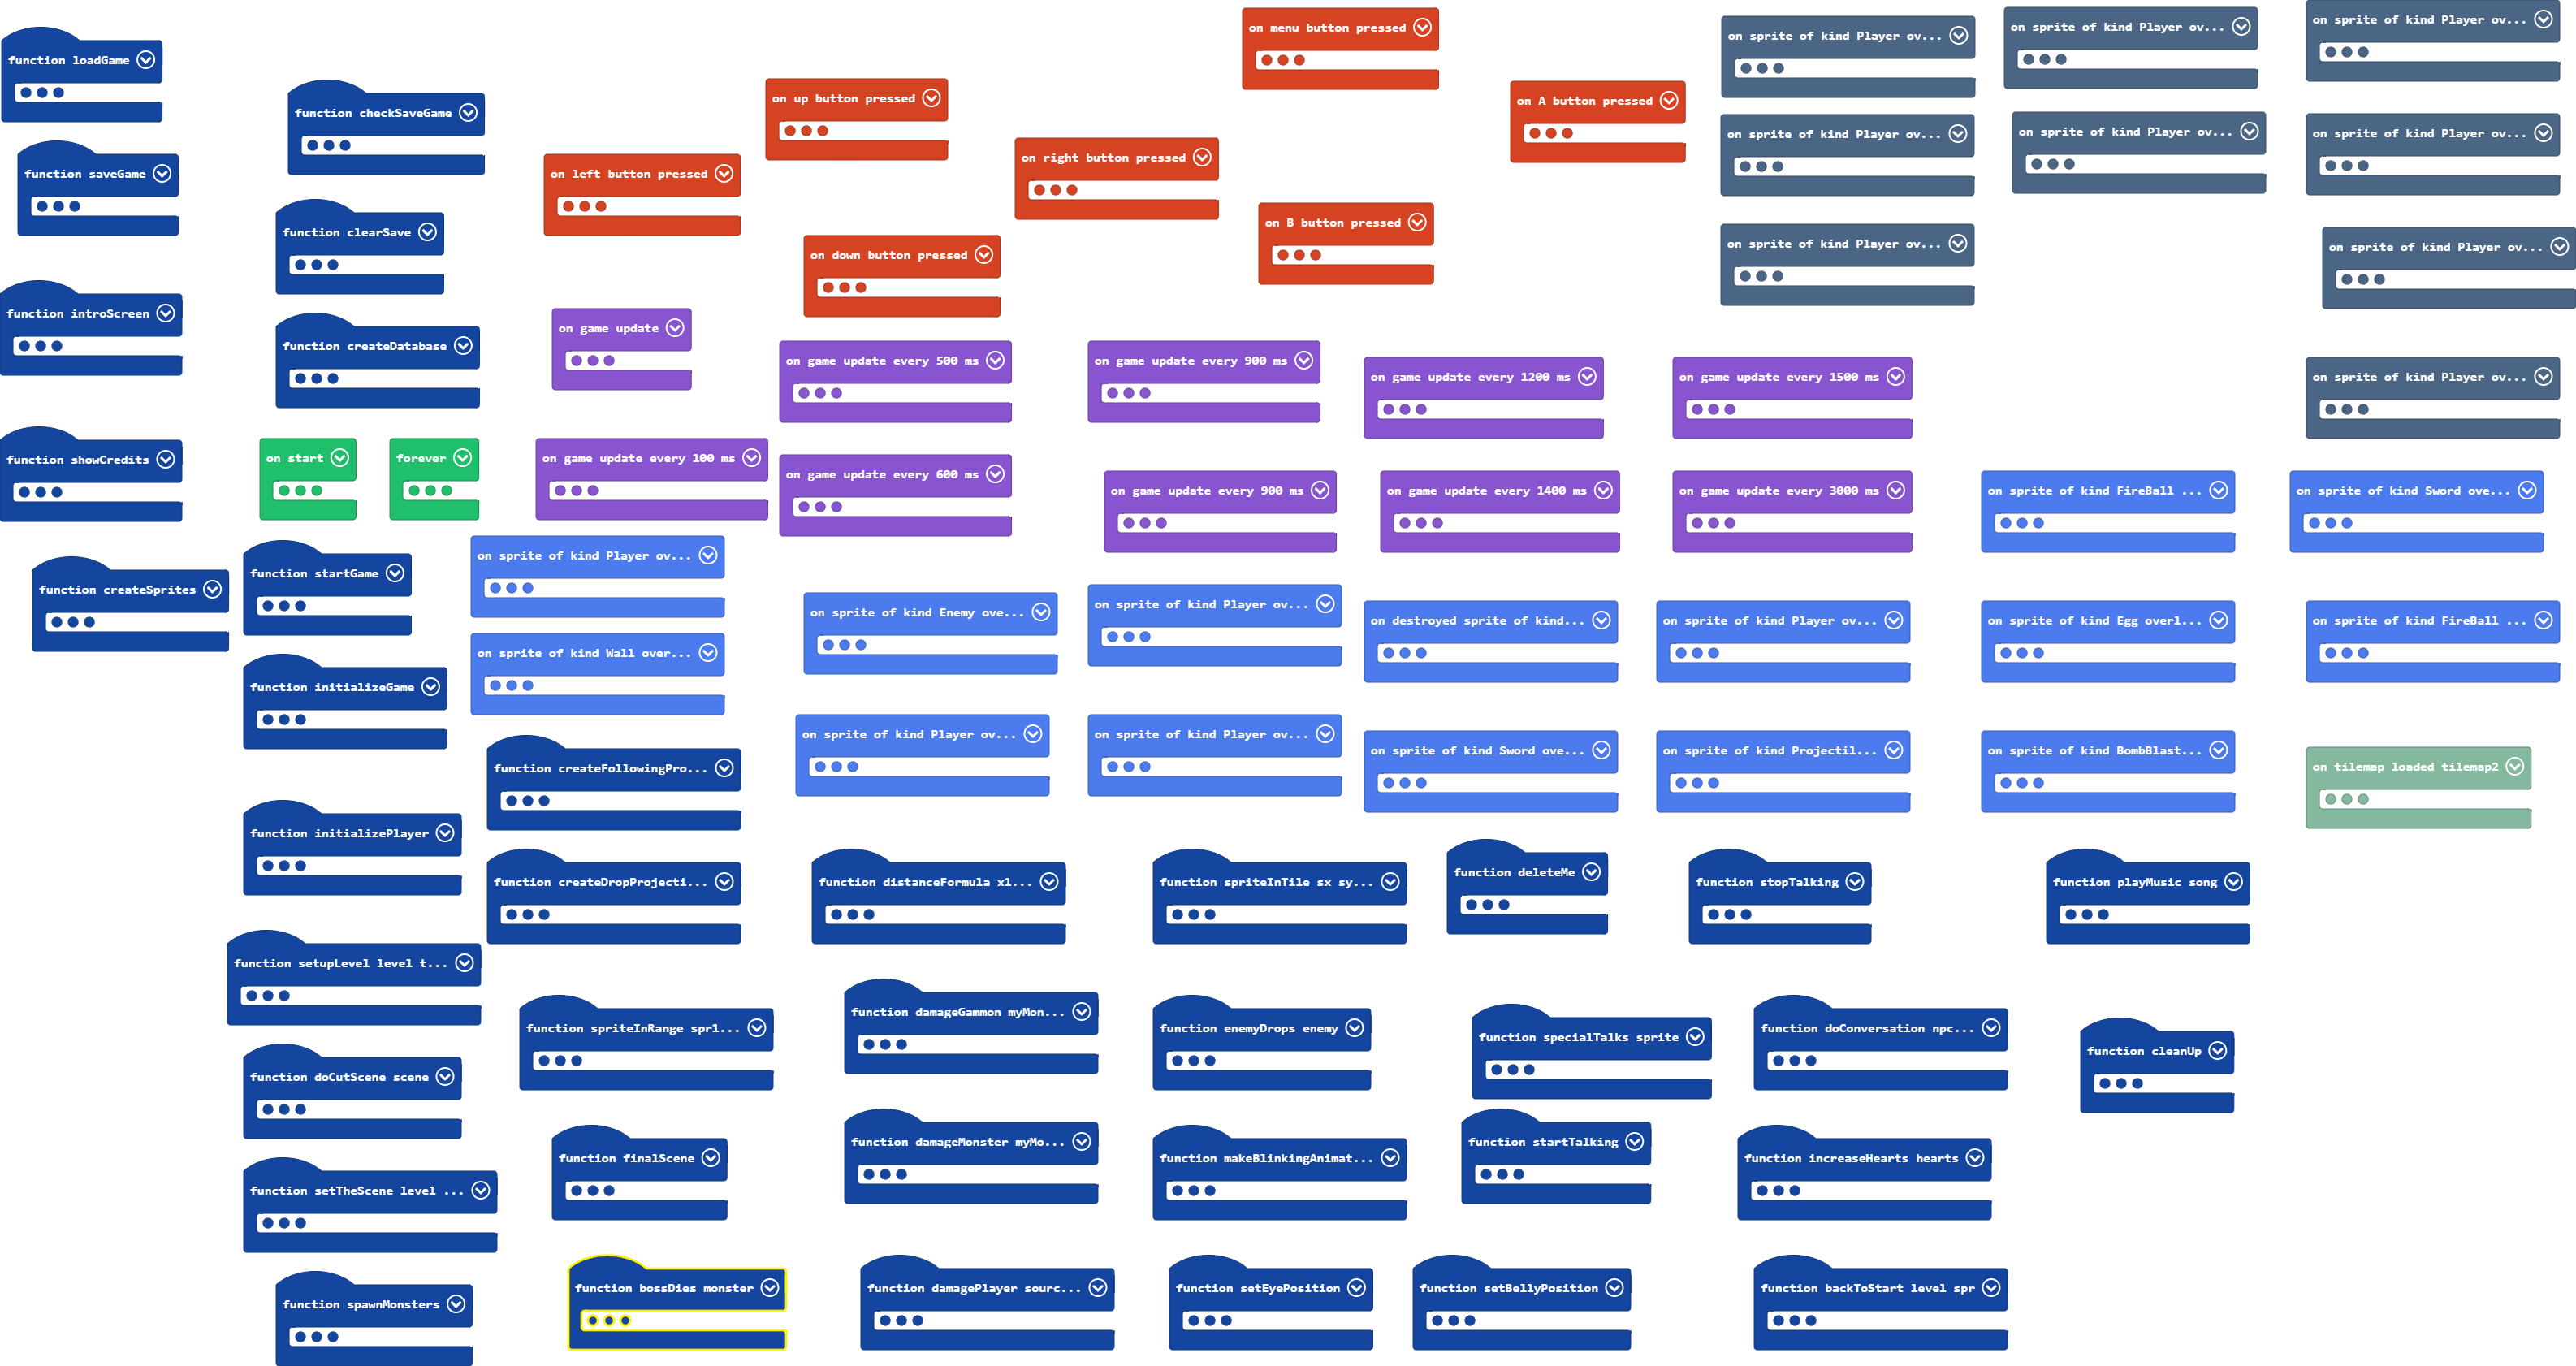 function loadGame
function saveGame
function introScreen
function showCredits
function createSprites
function checkSaveGame
function clearSave
function createDatabase
on start
forever
function startGame
function initializeGame
function initializePlayer
function setupLevel level t...
function doCutScene scene
function setTheScene level ...
function spawnMonsters
on left button pressed
on up button pressed
on down button pressed
on right button pressed
on menu button pressed
on B button pressed
on A button pressed
on sprite of kind Player ov...
on sprite of kind Player ov...
on sprite of kind Player ov...
on sprite of kind Player ov...
on sprite of kind Player ov...
on sprite of kind Player ov...
on sprite of kind Player ov...
on sprite of kind Player ov...
on sprite of kind Player ov...
on game update
on game update every 100 ms
on game update every 500 ms
on game update every 600 ms
on game update every 900 ms
on game update every 900 ms
on game update every 1200 ms
on game update every 1400 ms
on game update every 1500 ms
on game update every 3000 ms
on sprite of kind FireBall ...
on sprite of kind Sword ove...
on sprite of kind Player ov...
on sprite of kind Wall over...
on sprite of kind Enemy ove...
on sprite of kind Player ov...
on sprite of kind Player ov...
on sprite of kind Player ov...
on destroyed sprite of kind...
on sprite of kind Sword ove...
on sprite of kind Player ov...
on sprite of kind Projectil...
on sprite of kind Egg overl...
on sprite of kind BombBlast...
on sprite of kind FireBall ...
on tilemap loaded tilemap2
function createFollowingPro...
function createDropProjecti...
function distanceFormula x1...
function spriteInTile sx sy...
function deleteMe
function stopTalking
function playMusic song
function spriteInRange spr1...
function damageGammon myMon...
function enemyDrops enemy
function specialTalks sprite
function doConversation npc...
function cleanUp
function finalScene
function damageMonster myMo...
function makeBlinkingAnimat...
function startTalking
function increaseHearts hearts
function bossDies monster
function damagePlayer sourc...
function setEyePosition
function setBellyPosition
function backToStart level spr